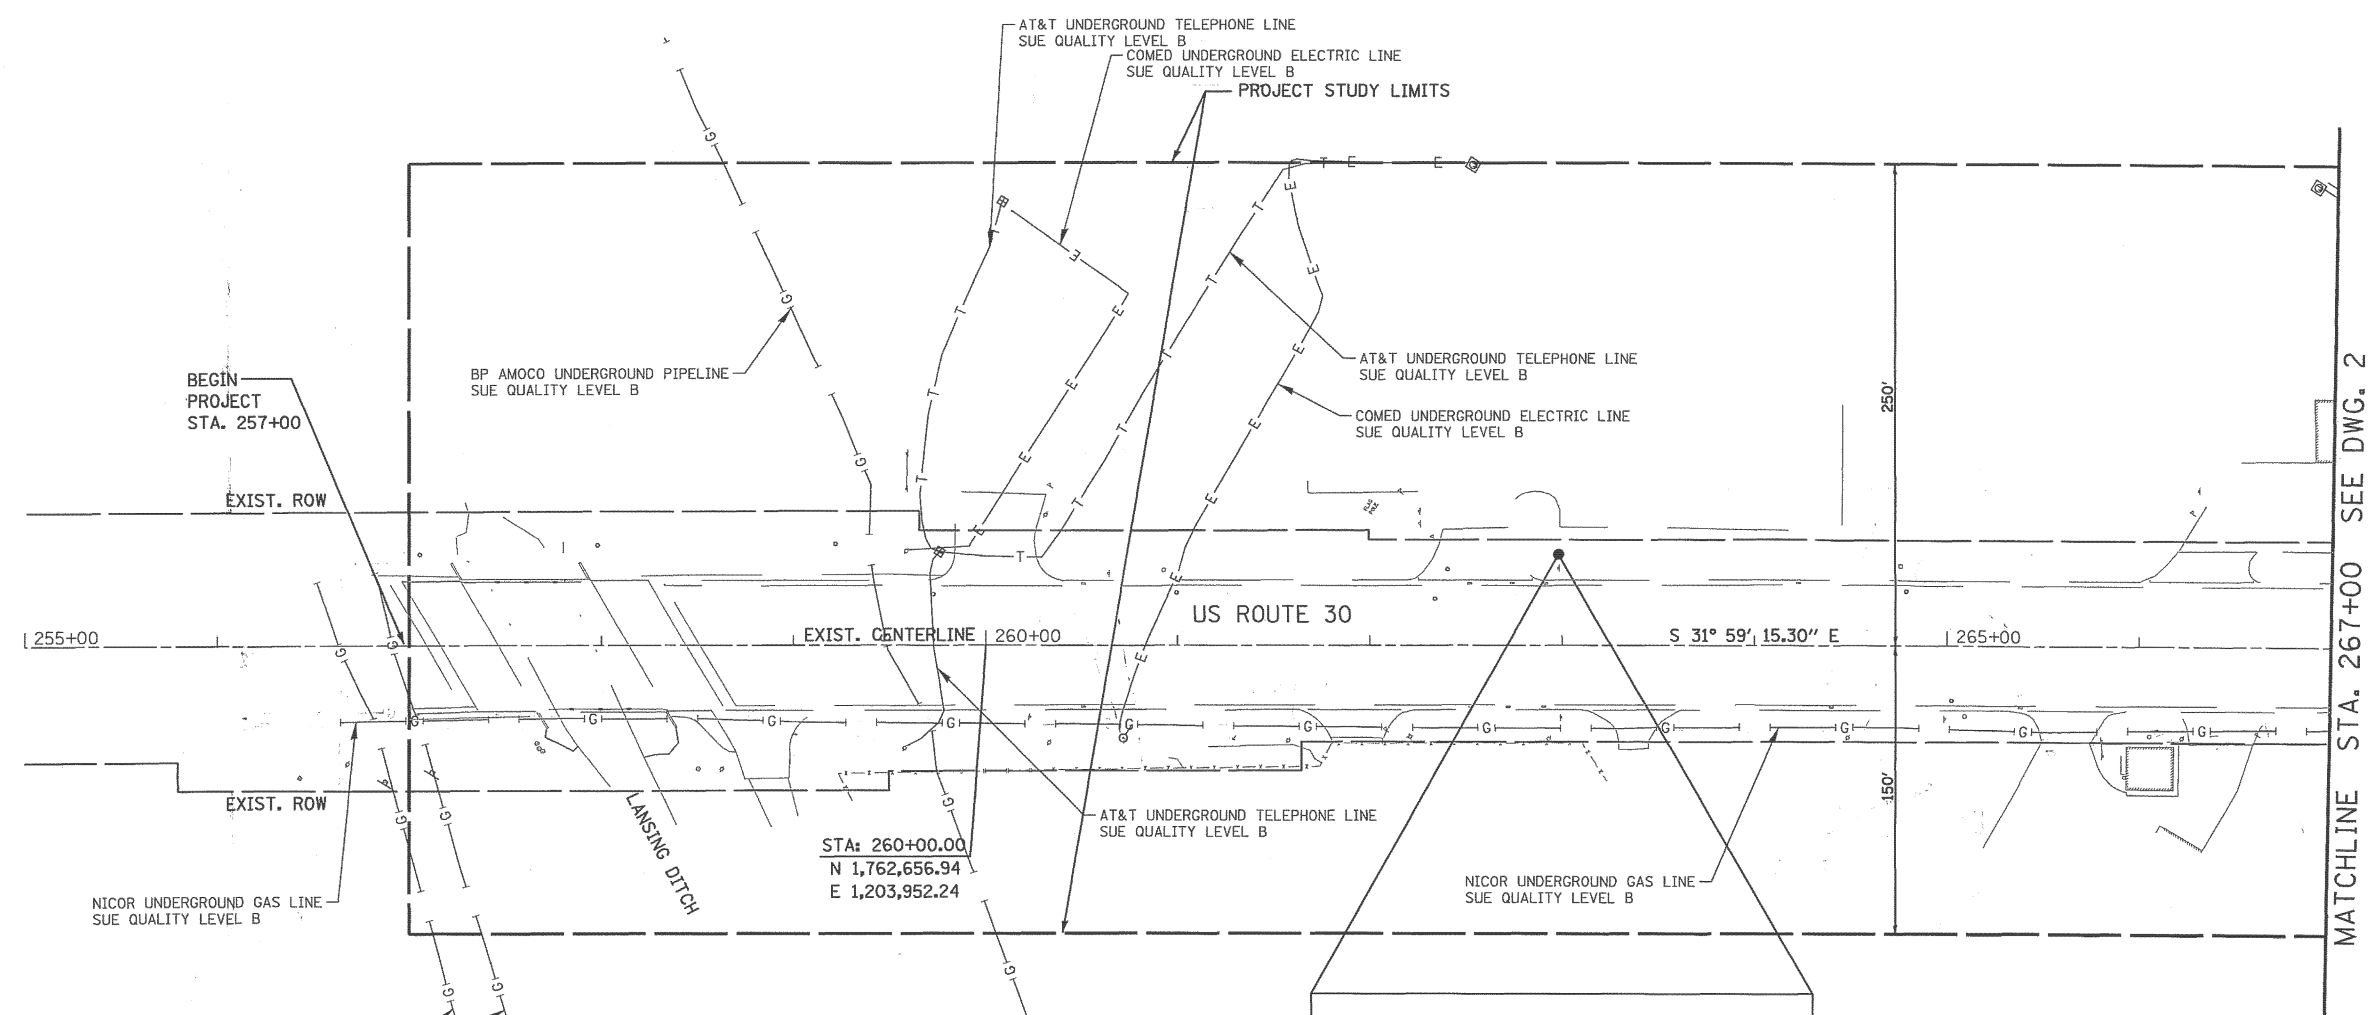 AT&T UNDERGROUND TELEPHONE LINE
SUE QUALITY LEVEL B
COMED UNDERGROUND ELECTRIC LINE
SUE QUALITY LEVEL B
PROJECT STUDY LIMITS
BP AMOCO UNDERGROUND PIPELINE
SUE QUALITY LEVEL B
BEGIN
PROJECT
STA. 257+00
AT&T UNDERGROUND TELEPHONE LINE
SUE QUALITY LEVEL B
COMED UNDERGROUND ELECTRIC LINE
SUE QUALITY LEVEL B
250'
EXIST. ROW
US ROUTE 30
255+00
EXIST. CENTERLINE
260+00
S 31° 59' 15.30" E
265+00
EXIST. ROW
LANSING DITCH
150'
AT&T UNDERGROUND TELEPHONE LINE
SUE QUALITY LEVEL B
STA: 260+00.00
N 1,762,656.94
E 1,203,952.24
NICOR UNDERGROUND GAS LINE
SUE QUALITY LEVEL B
NICOR UNDERGROUND GAS LINE
SUE QUALITY LEVEL B
MATCHLINE STA. 267+00 SEE DWG. 2